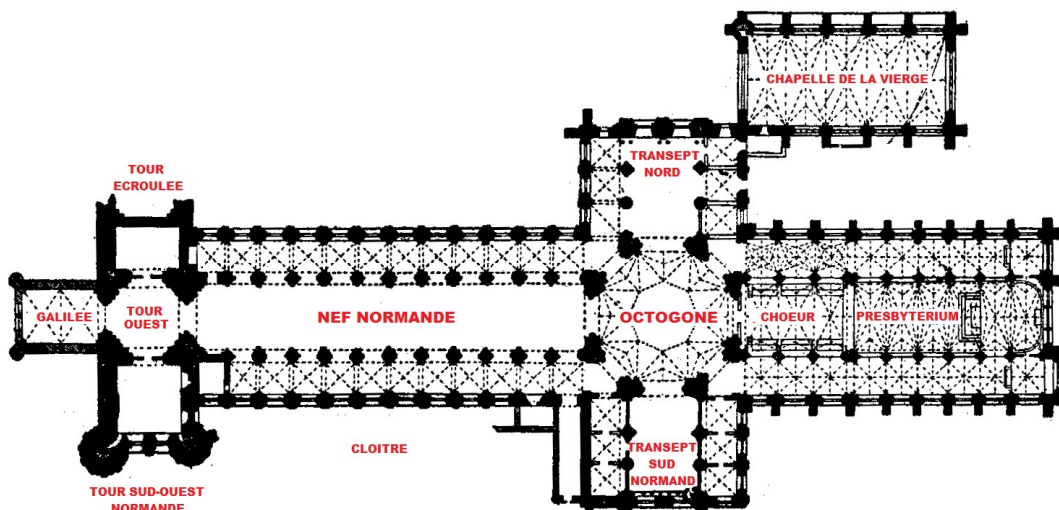 CHAPELLE DE LA VIERGE
TRANSEPT
NORD
TOUR
ECROULEE
GALILEE
TOUR
OUEST
NEF NORMANDE
OCTOGONE
CHOEUR
PRESBYTERIUM
CLOITRE
TRANSEPT
SUD
NORMAND
TOUR SUD-OUEST
NORMANDE